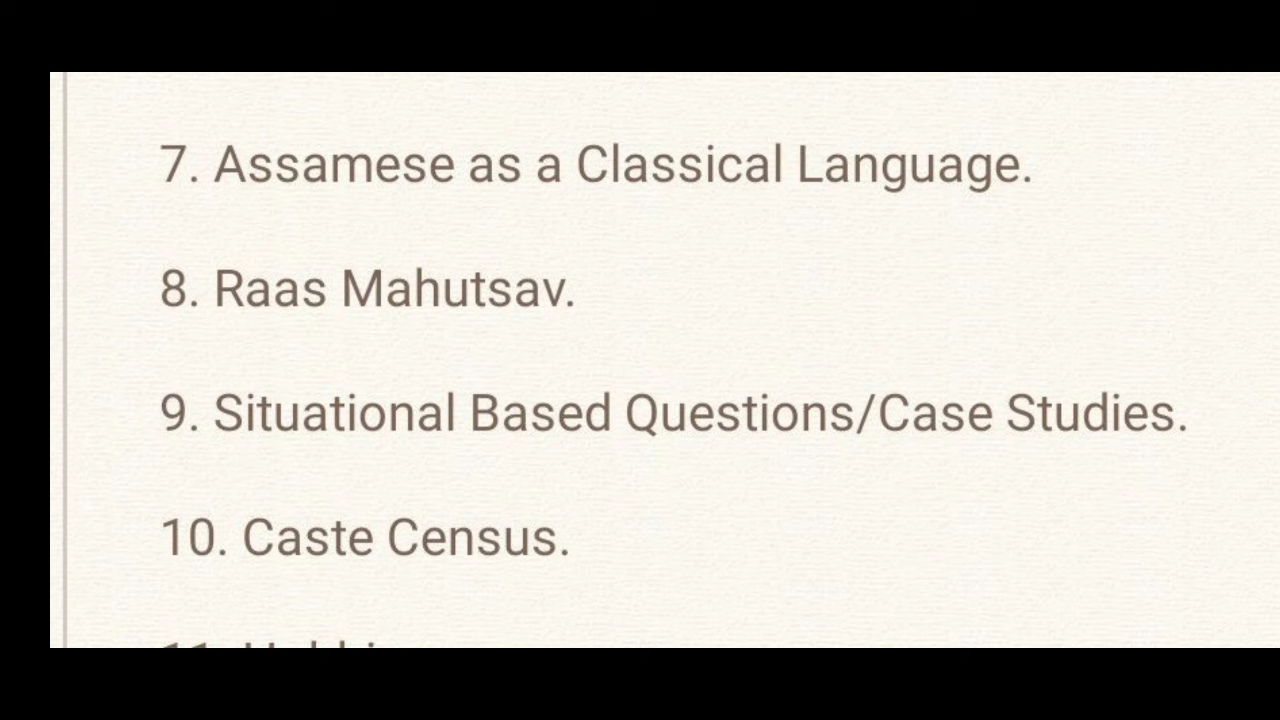 7. Assamese as a Classical Language.
8. Raas Mahutsav.
9. Situational Based Questions/Case Studies.
10. Caste Census.